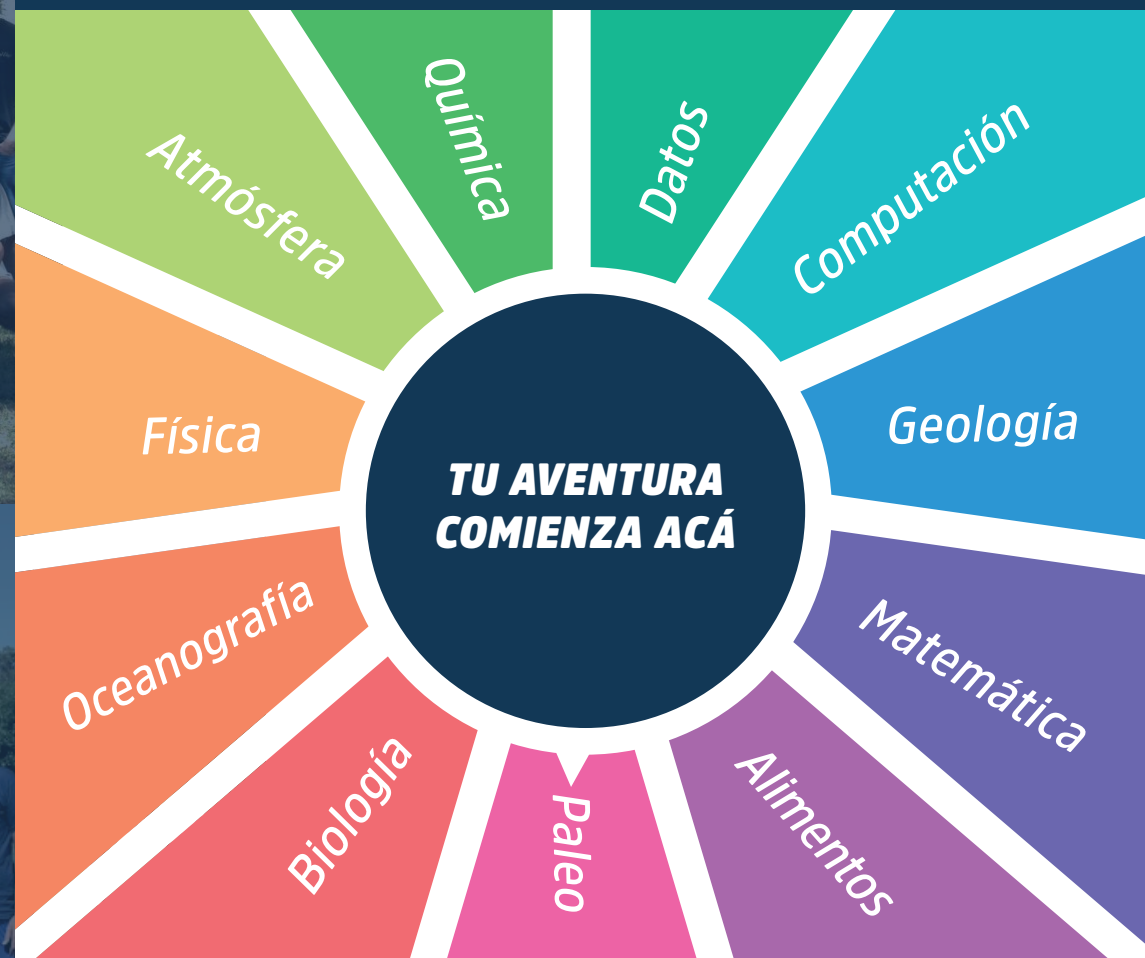 Química
Datos
Computación
Atmósfera
Geología
Física
TU AVENTURA
COMIENZA ACÁ
Matemática
Oceanografía
Alimentos
Biología
Paleo